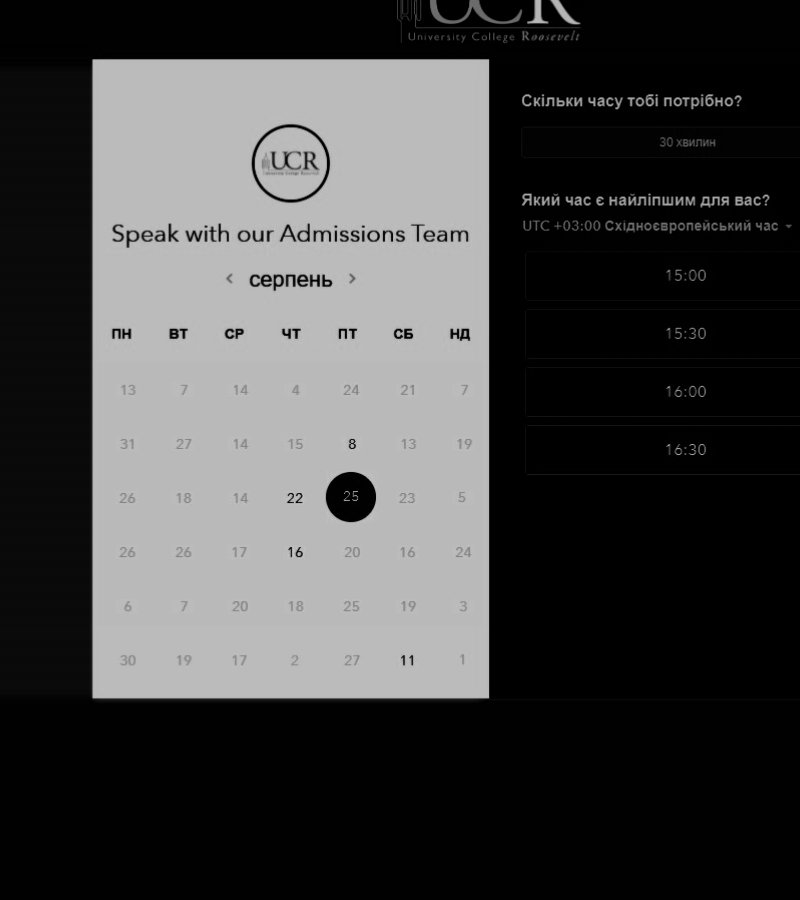 UCR
University College Roosevelt
UCR
Speak with our Admissions Team
серпень
ПН ВТ СР ЧТ ПТ СБ НД
13 7 14 4 24 21 7
31 27 14 15 8 13 19
26 18 14 22 25 23 5
26 26 17 16 20 16 24
6 7 20 18 25 19 3
30 19 17 2 27 11 1
Скільки часу тобі потрібно?
30 хвилин
Який час є найліпшим для вас?
UTC +03:00 Східноєвропейський час
15:00
15:30
16:00
16:30